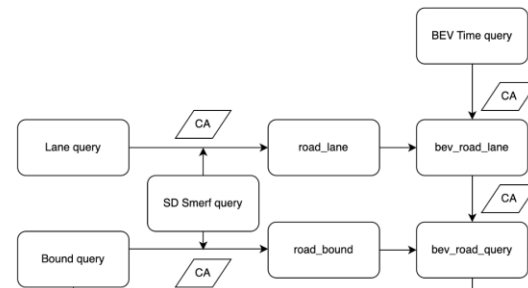 BEV Time query
CA
CA
Lane query
road_lane
bev_road_lane
SD Smerf query
CA
Bound query
road_bound
bev_road_query
CA